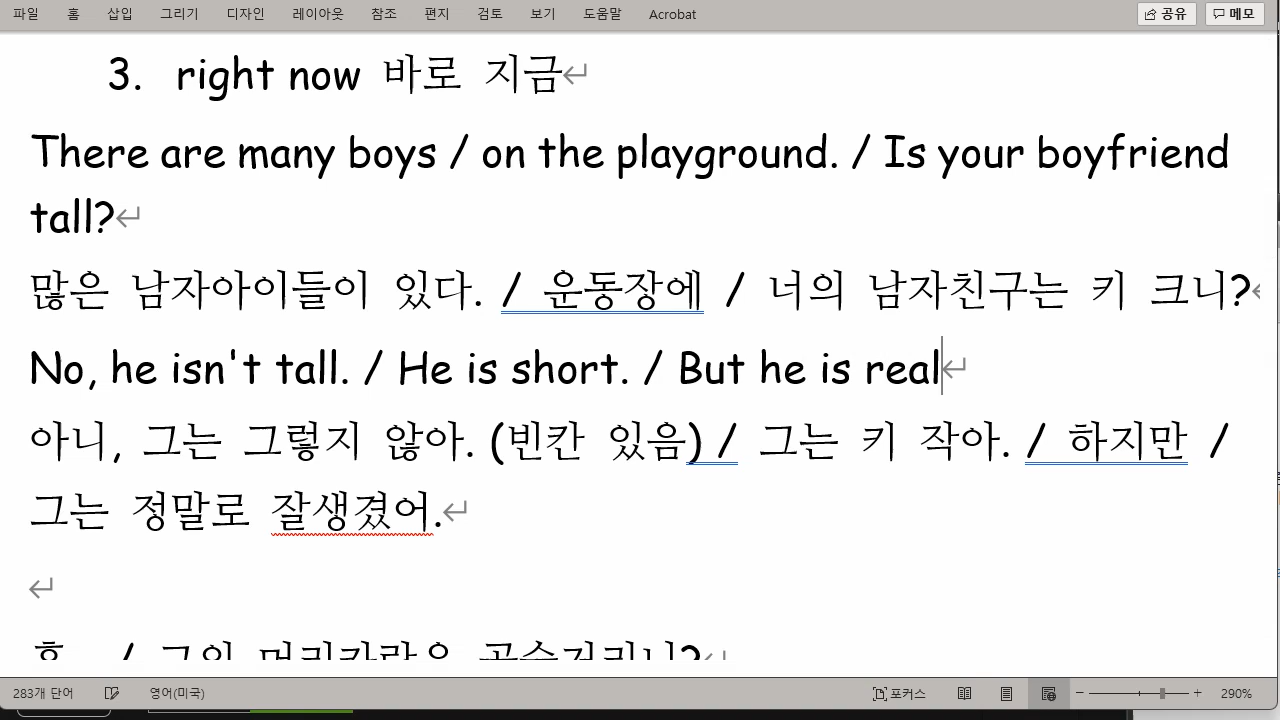 파일 홈 삽입 그리기 디자인 레이아웃 참조 편지 검토 보기 도움말 Acrobat 공유 메모
3. right now 바로 지금
There are many boys / on the playground. / Is your boyfriend
tall?
많은 남자아이들이 있다. / 운동장에 / 너의 남자친구는 키 크니?
No, he isn't tall. / He is short. / But he is real
아니, 그는 그렇지 않아. (빈칸 있음) / 그는 키 작아. / 하지만 /
그는 정말로 잘생겼어.
283개 단어 영어(미국) 포커스 290%